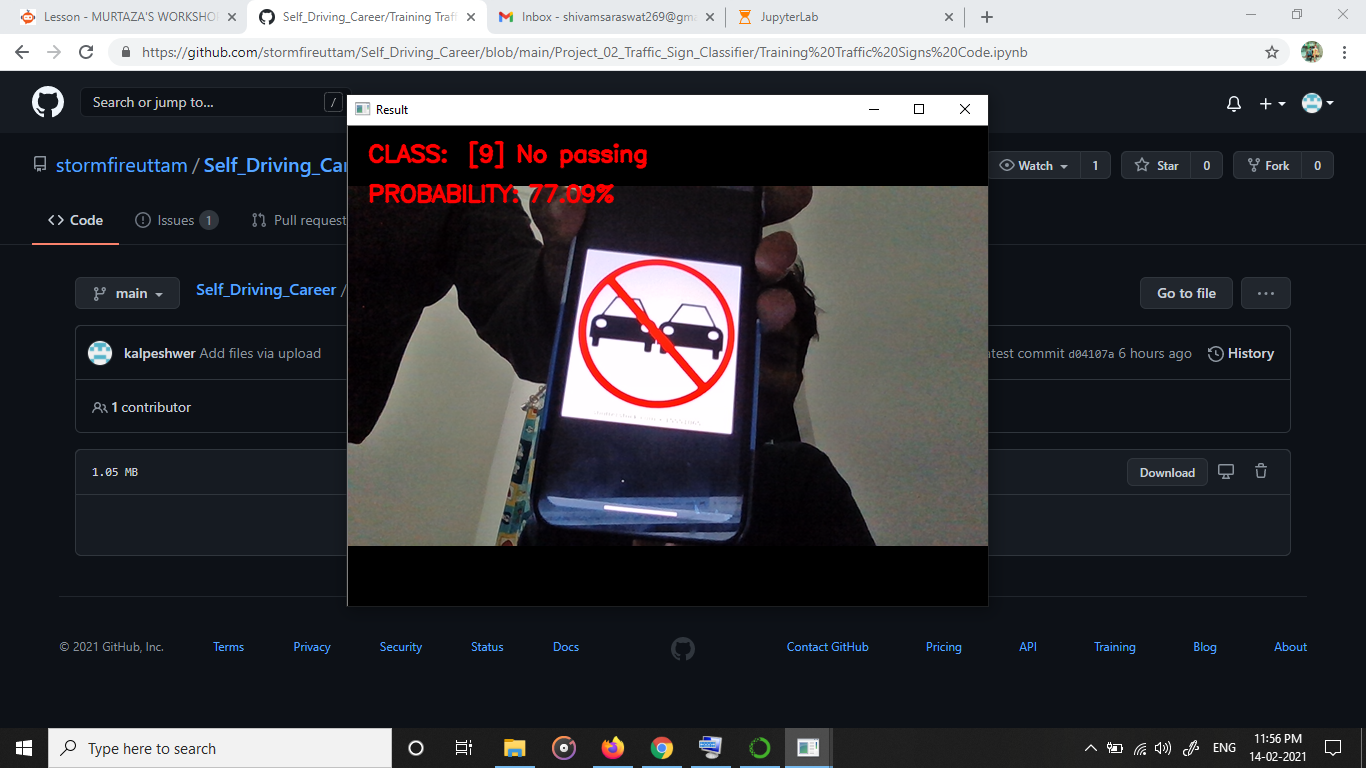 Lesson - MURTAZA'S WORKSHO
Self_Driving_Career/Training Traff
Inbox - shivamsaraswat269@gma
JupyterLab
https://github.com/stormfireuttam/Self_Driving_Career/blob/main/Project_02_Traffic_Sign_Classifier/Training%20Traffic%20Signs%20Code.ipynb
Search or jump to...
/
Result
CLASS: [9] No passing
PROBABILITY: 77.09%
stormfireuttam / Self_Driving_Car
Watch 1
Star 0
Fork 0
Code
Issues 1
Pull request
main
Self_Driving_Career /
Go to file
kalpeshwer Add files via upload
atest commit d04107a 6 hours ago
History
1 contributor
1.05 MB
Download
© 2021 GitHub, Inc.
Terms
Privacy
Security
Status
Docs
Contact GitHub
Pricing
API
Training
Blog
About
Type here to search
ENG
11:56 PM
14-02-2021